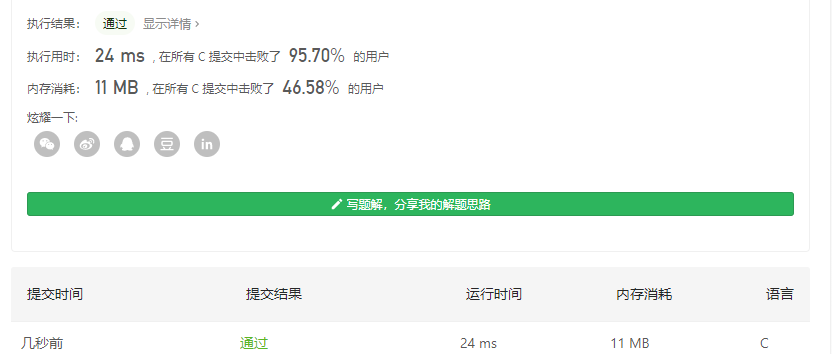 执行结果： 通过 显示详情 ›
执行用时： 24 ms , 在所有 C 提交中击败了 95.70% 的用户
内存消耗： 11 MB , 在所有 C 提交中击败了 46.58% 的用户
炫耀一下:
豆 in
写题解，分享我的解题思路
提交时间 提交结果 运行时间 内存消耗 语言
几秒前 通过 24 ms 11 MB C